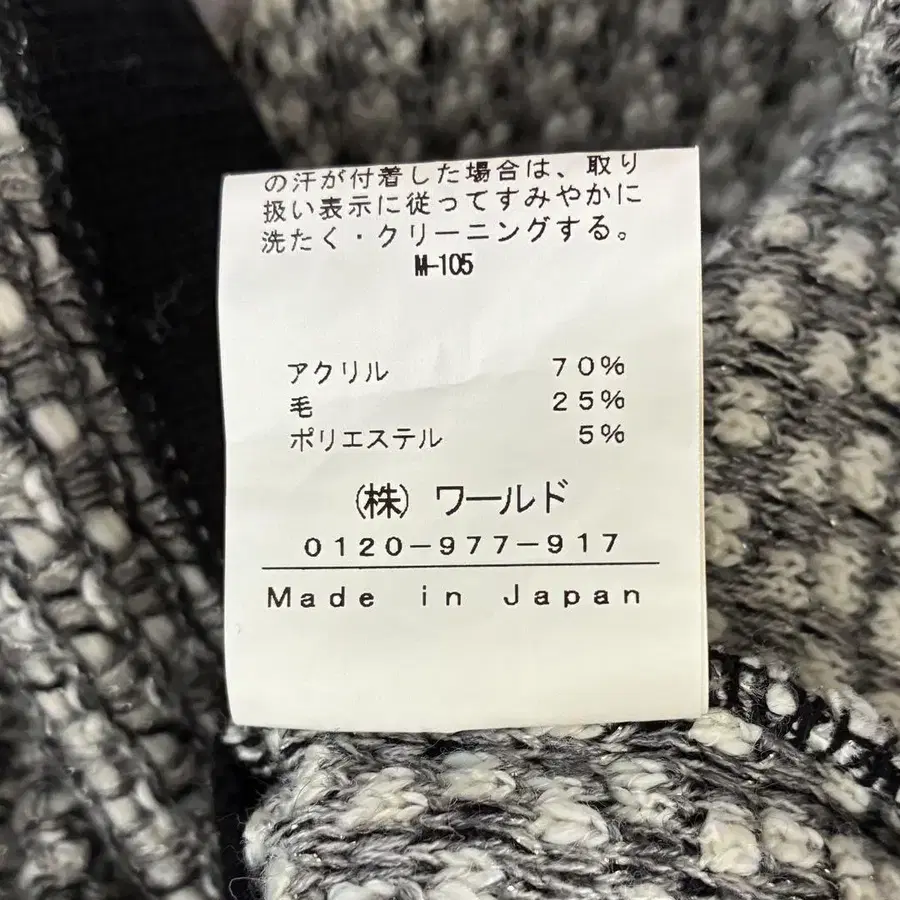 の汗が付着した場合は、取り
扱い表示に従ってすみやかに
洗たく・クリーニングする。
M-105
アクリル 70%
毛 25%
ポリエステル 5%
(株) ワールド
0120-977-917
Made in Japan